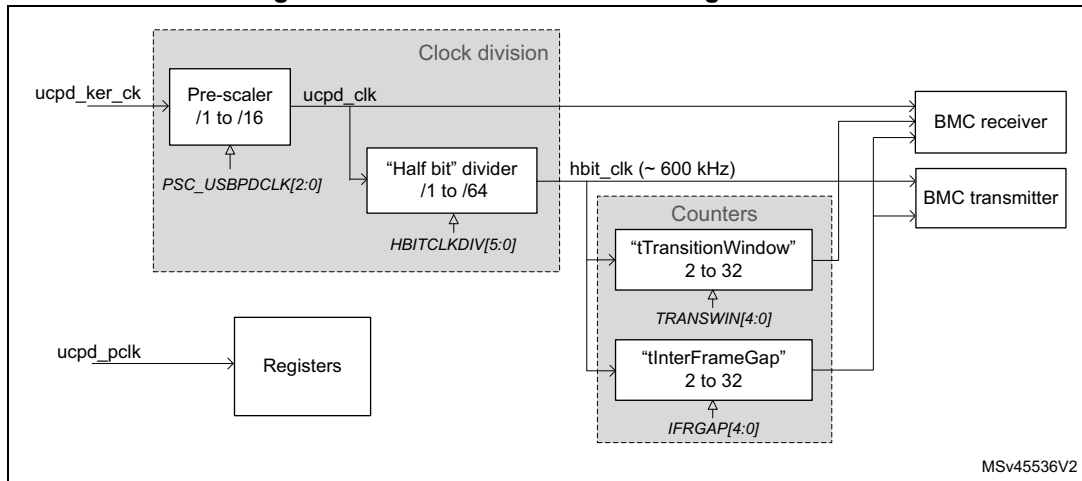 Clock division
ucpd_ker_ck
Pre-scaler
/1 to /16
ucpd_clk
PSC_USBPDCLK[2:0]
“Half bit” divider
/1 to /64
HBITCLKDIV[5:0]
hbit_clk (~ 600 kHz)
BMC receiver
BMC transmitter
Counters
“tTransitionWindow”
2 to 32
TRANSWIN[4:0]
“tInterFrameGap”
2 to 32
IFRGAP[4:0]
ucpd_pclk
Registers
MSv45536V2